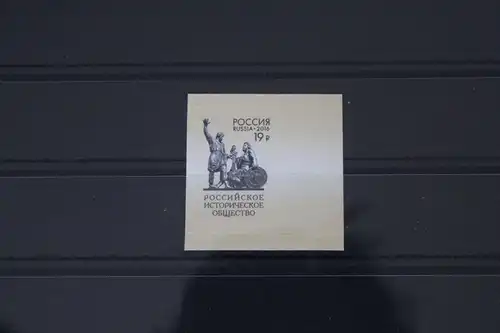 РОССИЯ
RUSSIA·2016
19 ₽
РОССИЙСКОЕ
ИСТОРИЧЕСКОЕ
ОБЩЕСТВО